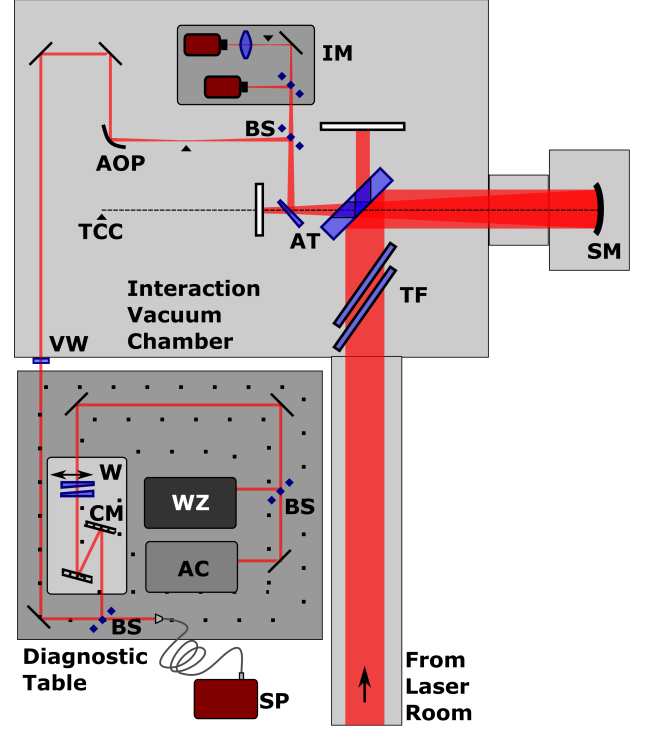 IM
BS
AOP
TCC
AT
SM
TF
Interaction
Vacuum
Chamber
VW
W
WZ
CM
BS
AC
BS
Diagnostic
Table
SP
From
Laser
Room